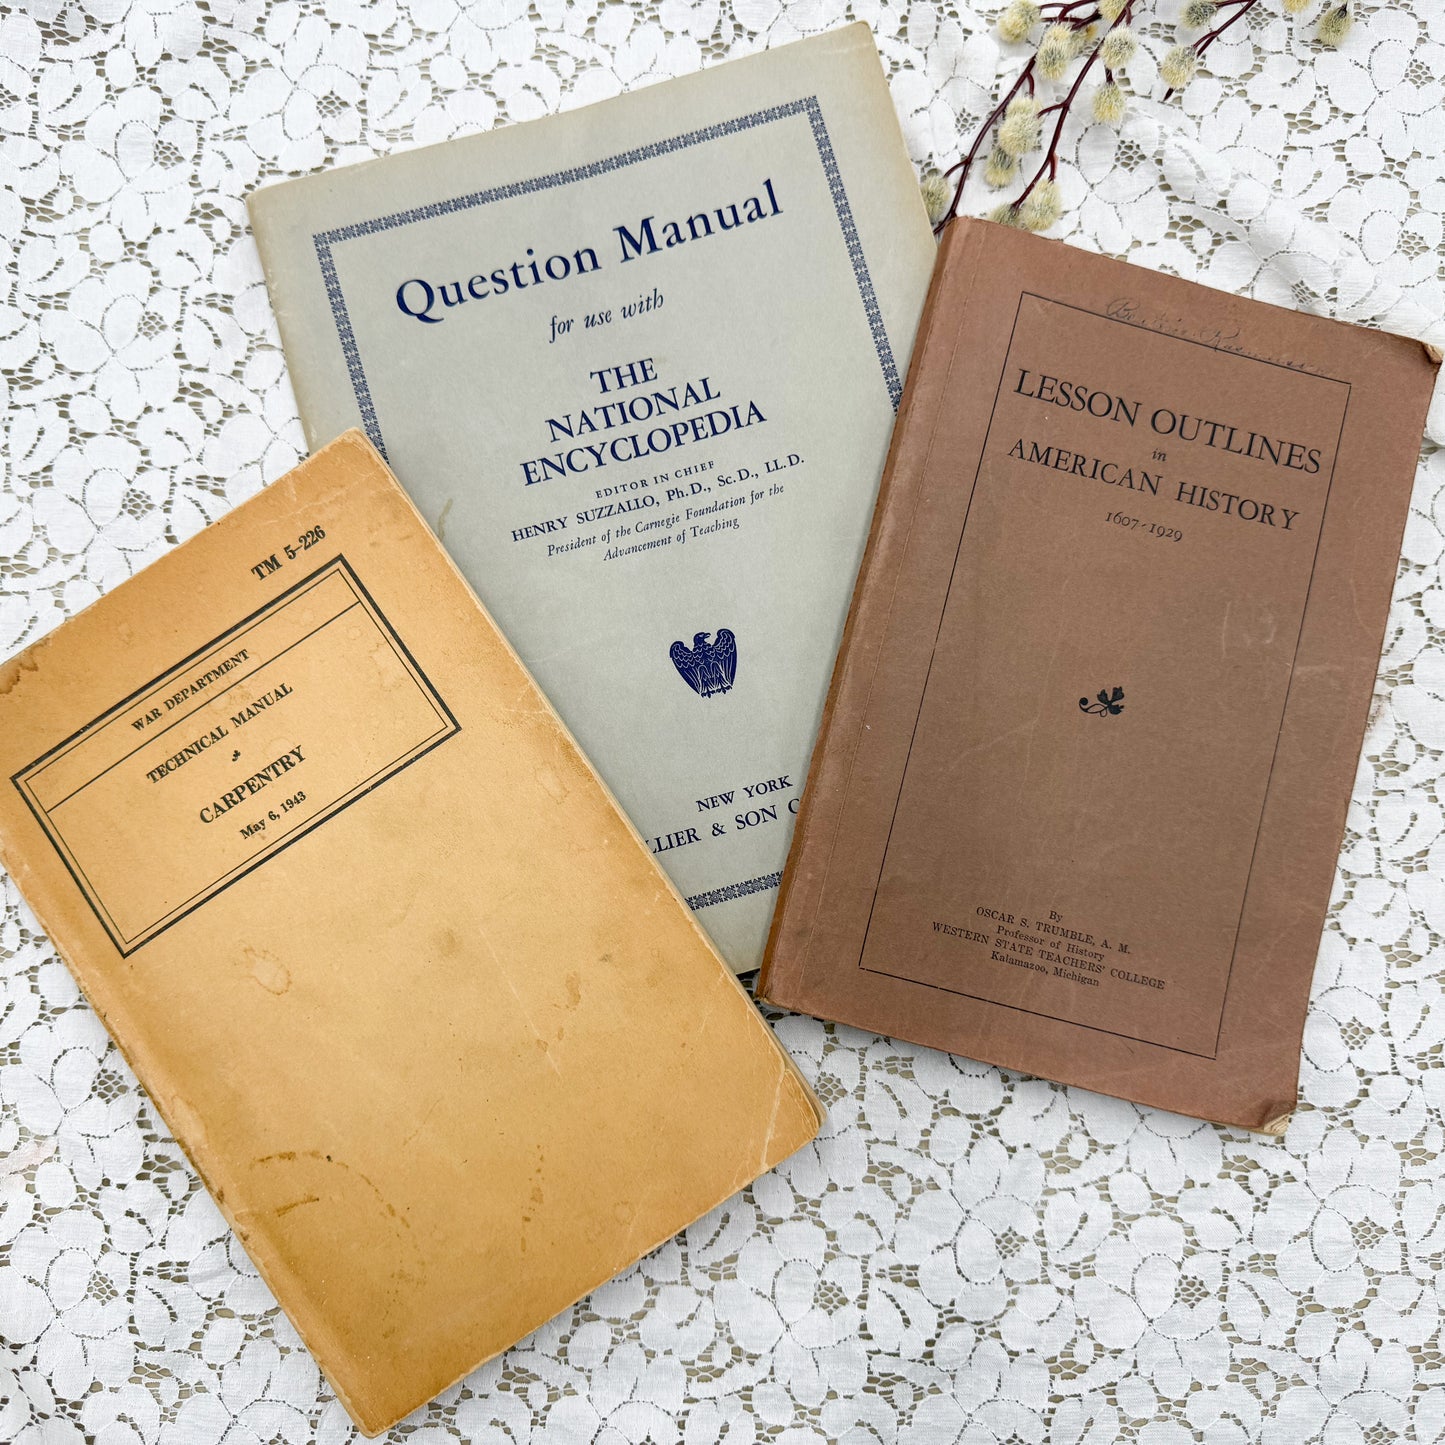 Question Manual
for use with
THE
NATIONAL
ENCYCLOPEDIA
EDITOR IN CHIEF
HENRY SUZZALLO, Ph.D., Sc.D., LL.D.
President of the Carnegie Foundation for the
Advancement of Teaching
NEW YORK
LLIER & SON
TM 5-226
WAR DEPARTMENT
TECHNICAL MANUAL
CARPENTRY
May 6, 1943
LESSON OUTLINES
in
AMERICAN HISTORY
1607-1929
By
OSCAR S. TRUMBLE, A. M.
Professor of History
WESTERN STATE TEACHERS' COLLEGE
Kalamazoo, Michigan